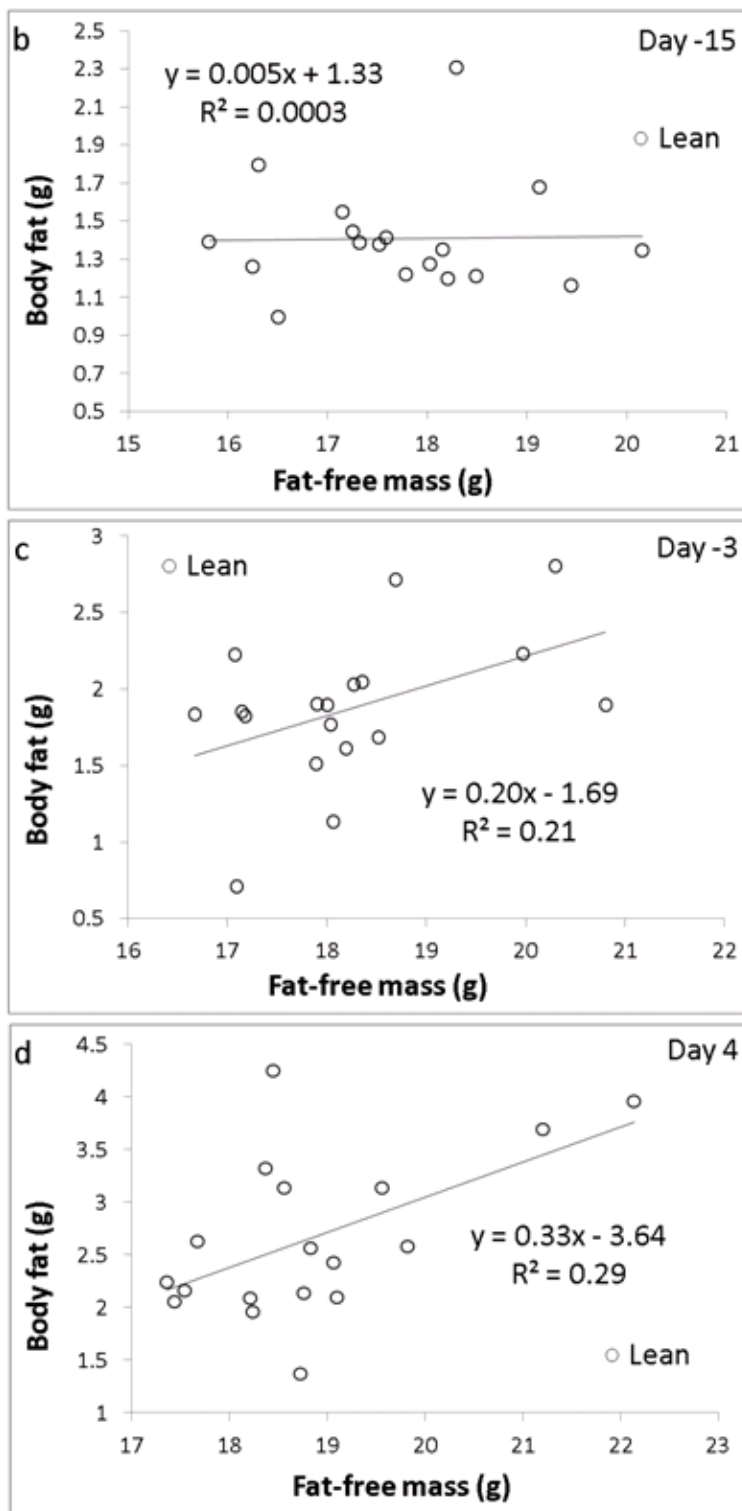 b
Day -15
y = 0.005x + 1.33
R² = 0.0003
Lean
2.5
2.3
2.1
1.9
1.7
1.5
1.3
1.1
0.9
0.7
0.5
Body fat (g)
15 16 17 18 19 20 21
Fat-free mass (g)
c
Day -3
Lean
3
2.5
2
1.5
1
0.5
Body fat (g)
y = 0.20x - 1.69
R² = 0.21
16 17 18 19 20 21 22
Fat-free mass (g)
d
Day 4
4.5
4
3.5
3
2.5
2
1.5
1
Body fat (g)
y = 0.33x - 3.64
R² = 0.29
Lean
17 18 19 20 21 22 23
Fat-free mass (g)